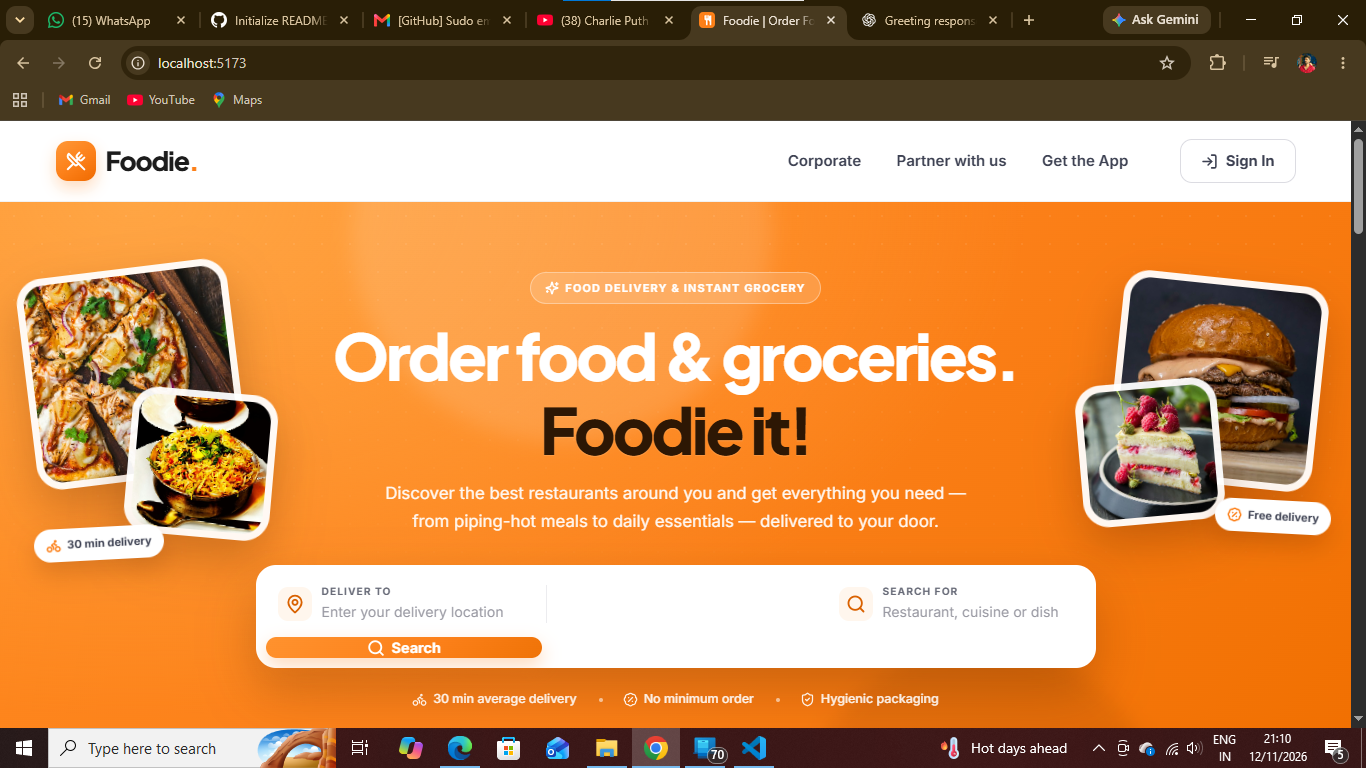 (15) WhatsApp
Initialize README
[GitHub] Sudo en
(38) Charlie Puth
Foodie | Order Fo
Greeting respons
Ask Gemini
localhost:5173
Gmail
YouTube
Maps
Foodie.
Corporate
Partner with us
Get the App
Sign In
FOOD DELIVERY & INSTANT GROCERY
Order food & groceries.
Foodie it!
Discover the best restaurants around you and get everything you need —
from piping-hot meals to daily essentials — delivered to your door.
30 min delivery
Free delivery
DELIVER TO
Enter your delivery location
SEARCH FOR
Restaurant, cuisine or dish
Search
30 min average delivery
No minimum order
Hygienic packaging
Type here to search
70
Hot days ahead
ENG
IN
21:10
12/11/2026
5